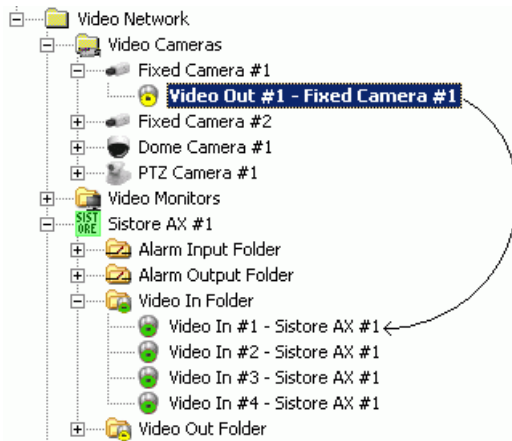 Video Network
Video Cameras
Fixed Camera #1
Video Out #1 - Fixed Camera #1
Fixed Camera #2
Dome Camera #1
PTZ Camera #1
Video Monitors
SIST
ORE
Sistore AX #1
Alarm Input Folder
Alarm Output Folder
Video In Folder
Video In #1 - Sistore AX #1
Video In #2 - Sistore AX #1
Video In #3 - Sistore AX #1
Video In #4 - Sistore AX #1
Video Out Folder